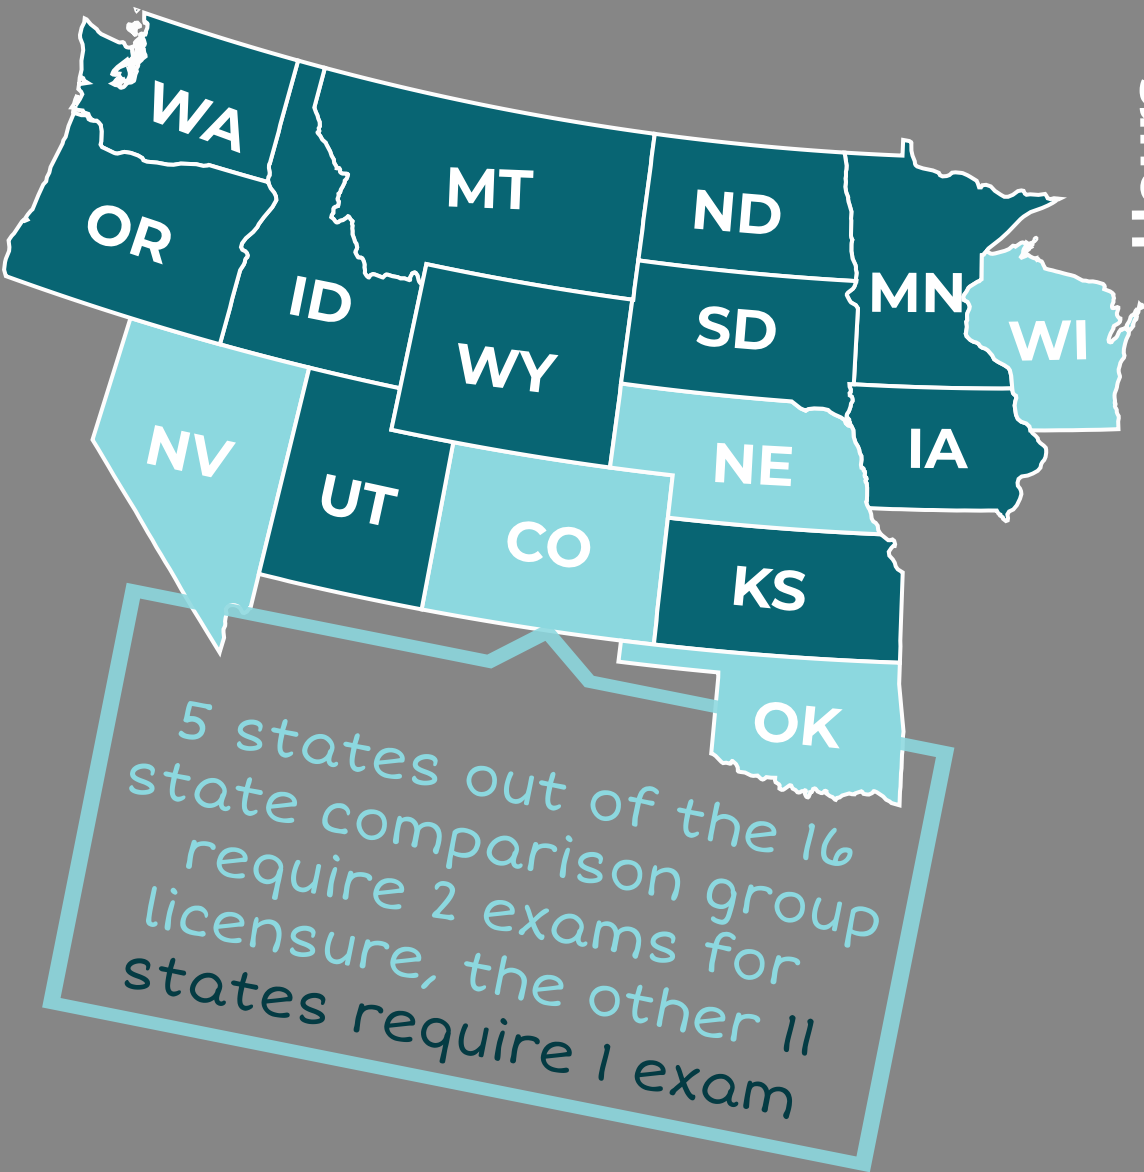 WA
MT
ND
OR
MN
ID
SD
WI
WY
IA
NV
NE
UT
CO
KS
OK
5 states out of the 16
state comparison group
require 2 exams for
licensure, the other 11
states require 1 exam